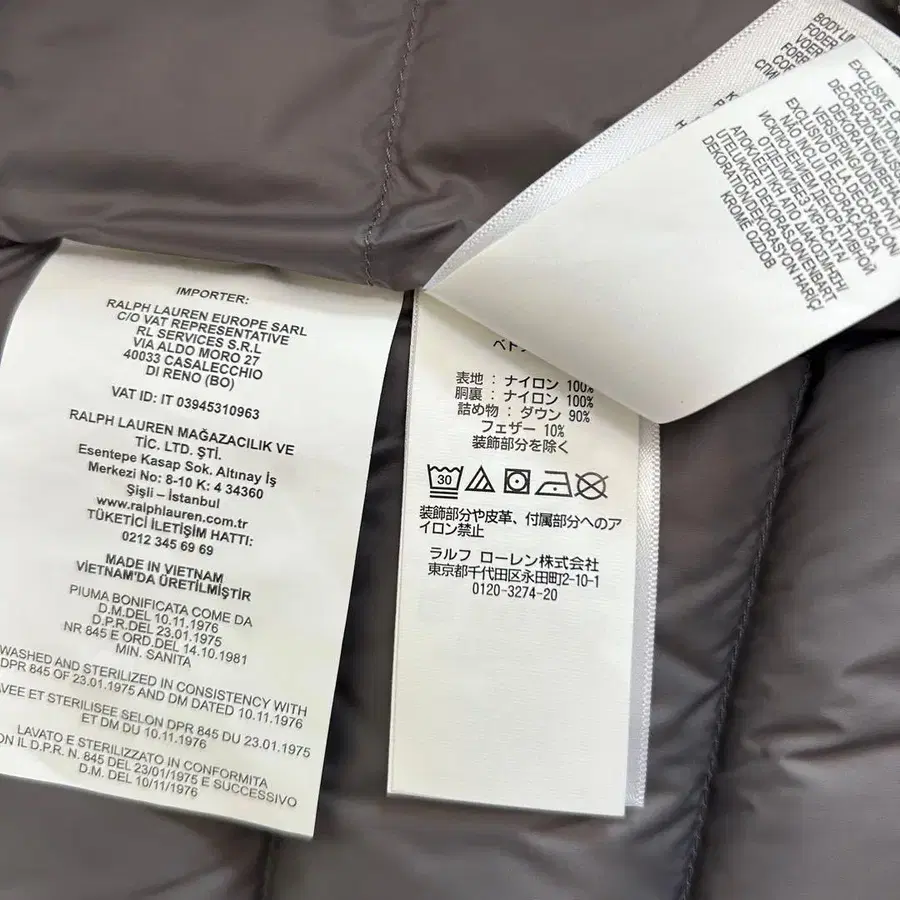 IMPORTER:
RALPH LAUREN EUROPE SARL
C/O VAT REPRESENTATIVE
RL SERVICES S.R.L
VIA ALDO MORO 27
40033 CASALECCHIO
DI RENO (BO)
VAT ID: IT 03945310963
RALPH LAUREN MAĞAZACILIK VE
TİC. LTD. ŞTİ.
Esentepe Kasap Sok. Altınay İş
Merkezi No: 8-10 K: 4 34360
Şişli – İstanbul
www.ralphlauren.com.tr
TÜKETİCİ İLETİŞİM HATTI:
0212 345 69 69
MADE IN VIETNAM
VİETNAM'DA ÜRETİLMİŞTİR
PIUMA BONIFICATA COME DA
D.M.DEL 10.11.1976
D.P.R.DEL 23.01.1975
NR 845 E ORD.DEL 14.10.1981
MIN. SANITA
WASHED AND STERILIZED IN CONSISTENCY WITH
DPR 845 OF 23.01.1975 AND DM DATED 10.11.1976
AVEE ET STERILISEE SELON DPR 845 DU 23.01.1975
ET DM DU 10.11.1976
LAVATO E STERILIZZATO IN CONFORMITA
ON IL D.P.R. N. 845 DEL 23/01/1975 E SUCCESSIVO
D.M. DEL 10/11/1976
表地 : ナイロン 100%
胴裏 : ナイロン 100%
詰め物 : ダウン 90%
フェザー 10%
装飾部分を除く
30
装飾部分や皮革、付属部分へのア
イロン禁止
ラルフ ローレン株式会社
東京都千代田区永田町2-10-1
0120-3274-20
BODY LI
EXCLUSIVE O
DECORATION
VERSIERING
EXCLUSIVO DE LA DECORACIÓN
NÃO INCLUI DECORAÇÃO
KROME QZDOB